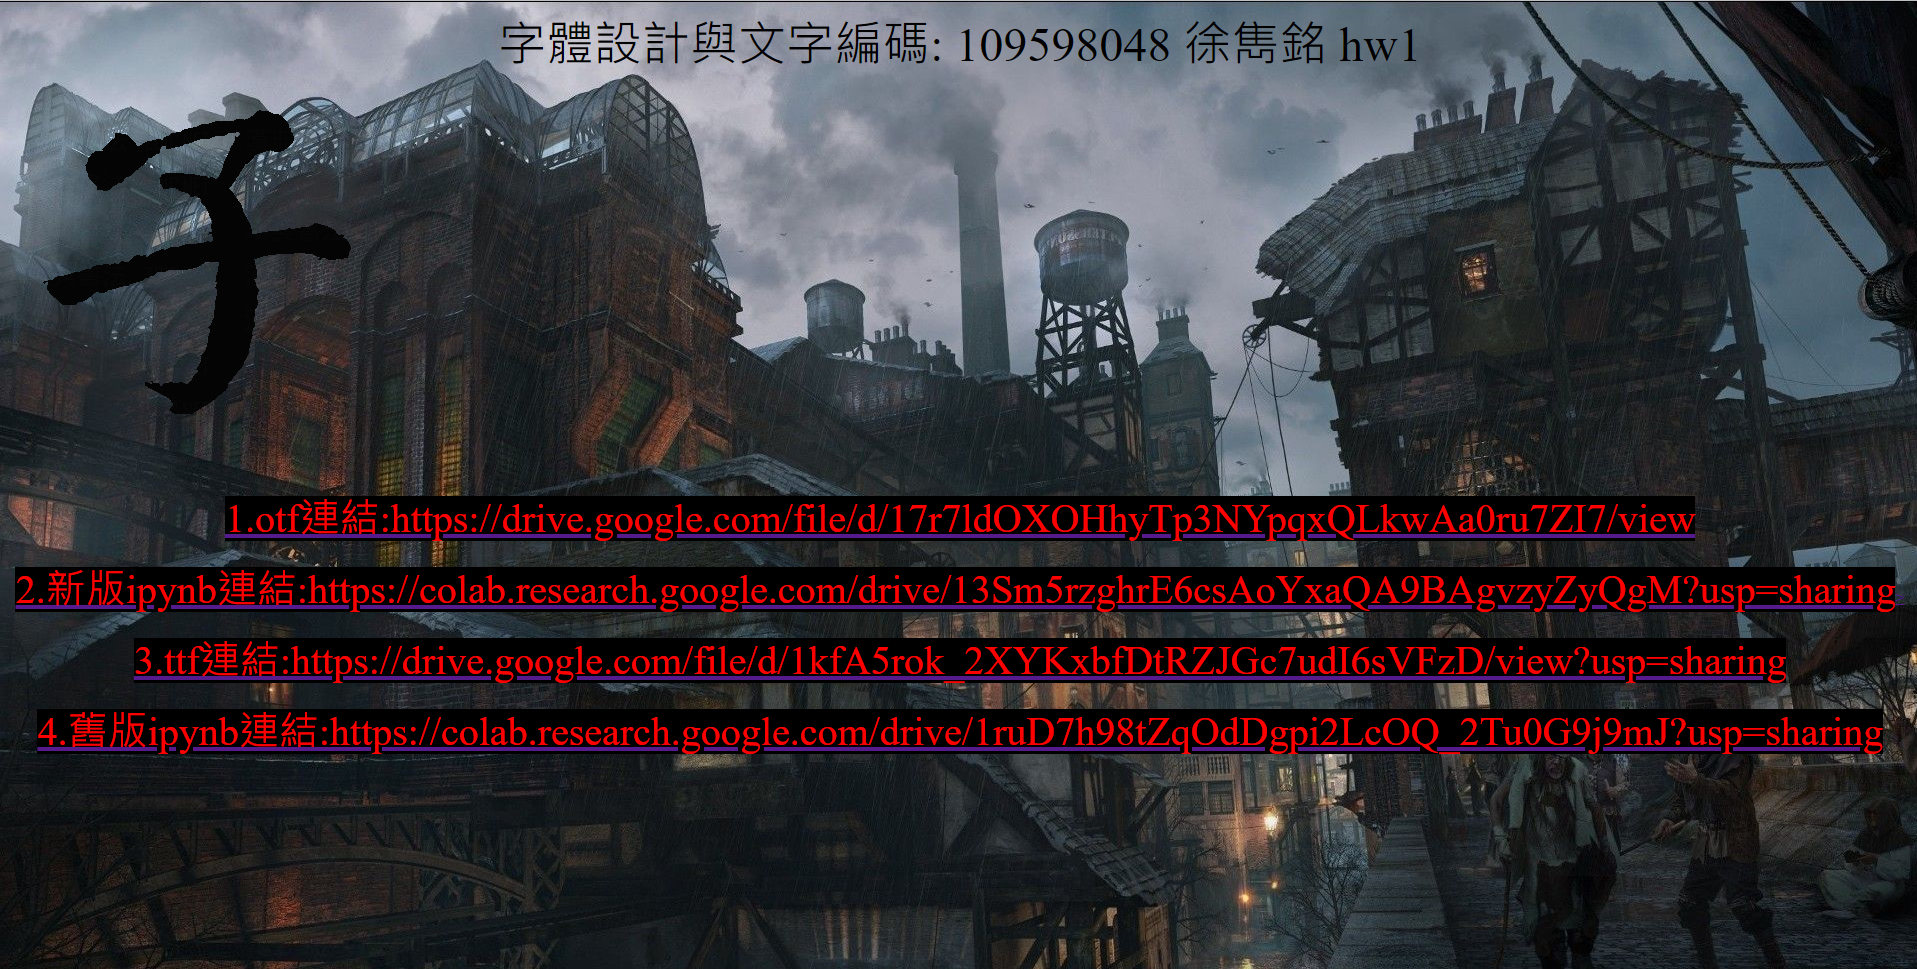 字體設計與文字編碼: 109598048 徐雋銘 hw1
字
1.otf連結:https://drive.google.com/file/d/17r7ldOXOHhyTp3NYpqxQLkwAa0ru7ZI7/view
2.新版ipynb連結:https://colab.research.google.com/drive/13Sm5rzghrE6csAoYxaQA9BAgvzyZyQgM?usp=sharing
3.ttf連結:https://drive.google.com/file/d/1kfA5rok_2XYKxbfDtRZJGc7udI6sVFzD/view?usp=sharing
4.舊版ipynb連結:https://colab.research.google.com/drive/1ruD7h98tZqOdDgpi2LcOQ_2Tu0G9j9mJ?usp=sharing